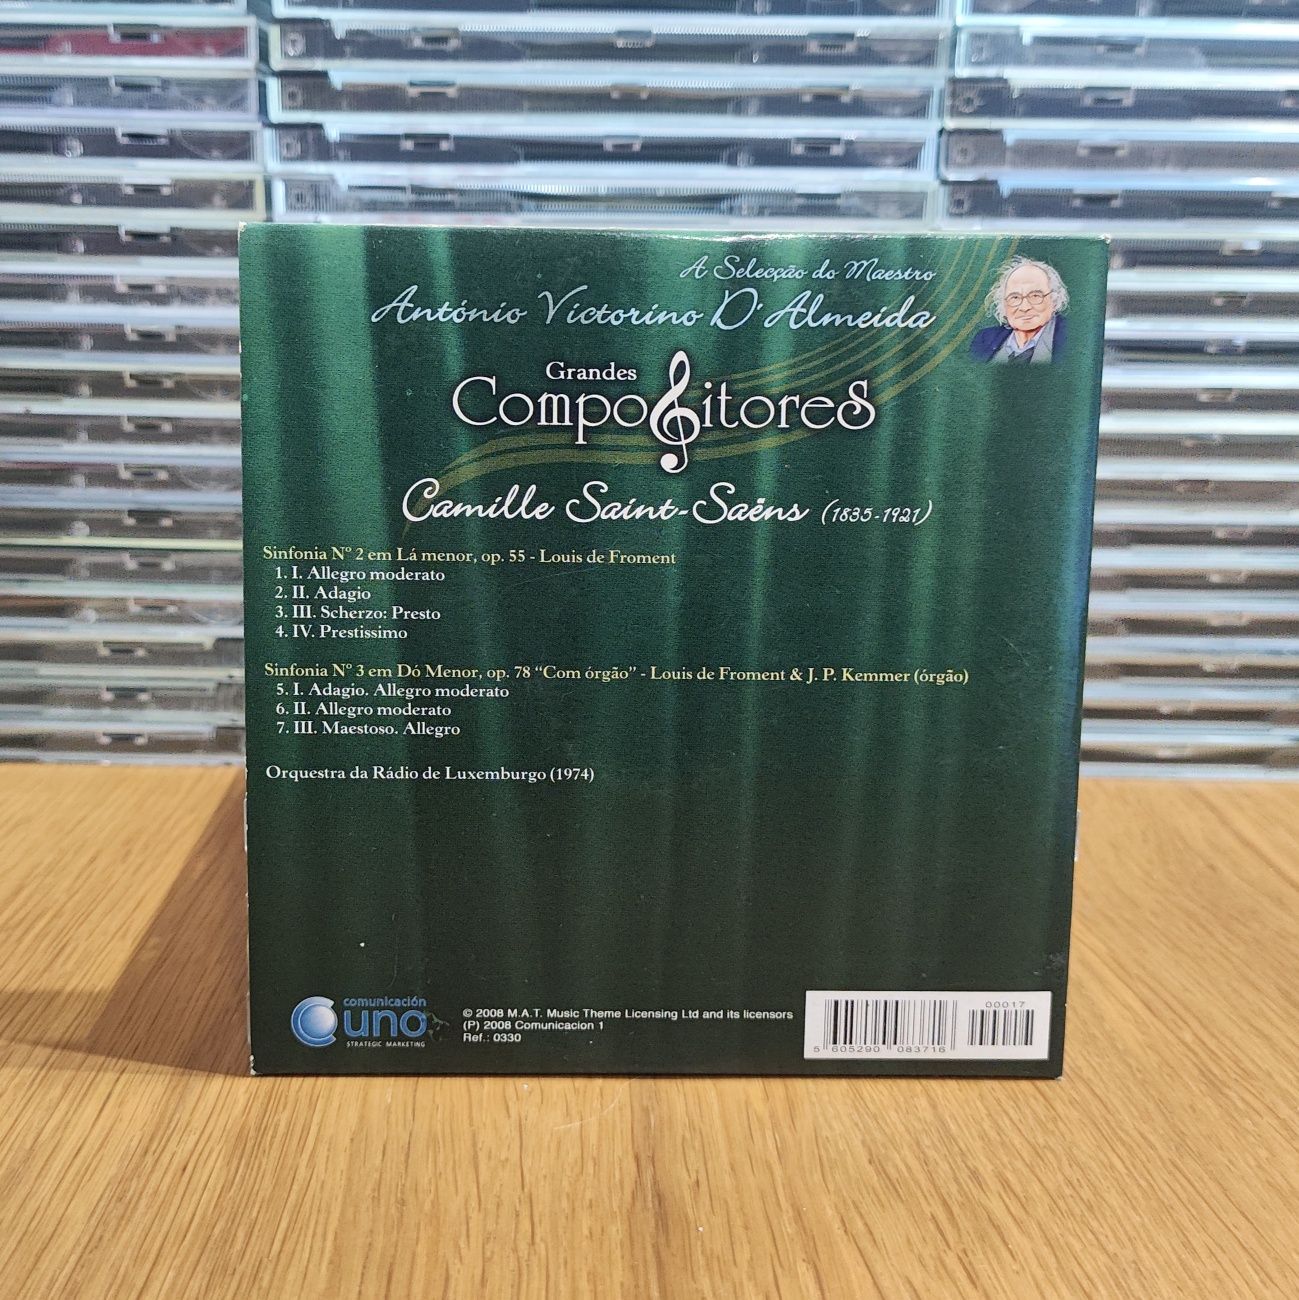 A Selecção do Maestro
António Victorino D'Almeida
Grandes
Compositores
Camille Saint-Saëns (1835-1921)
Sinfonia Nº 2 em Lá menor, op. 55 - Louis de Froment
1. I. Allegro moderato
2. II. Adagio
3. III. Scherzo: Presto
4. IV. Prestissimo
Sinfonia Nº 3 em Dó Menor, op. 78 “Com órgão” - Louis de Froment & J. P. Kemmer (órgão)
5. I. Adagio. Allegro moderato
6. II. Allegro moderato
7. III. Maestoso. Allegro
Orquestra da Rádio de Luxemburgo (1974)
comunicación
uno
STRATEGIC MARKETING
© 2008 M.A.T. Music Theme Licensing Ltd and its licensors
(P) 2008 Comunicacion 1
Ref.: 0330
00017
5 605290 083716